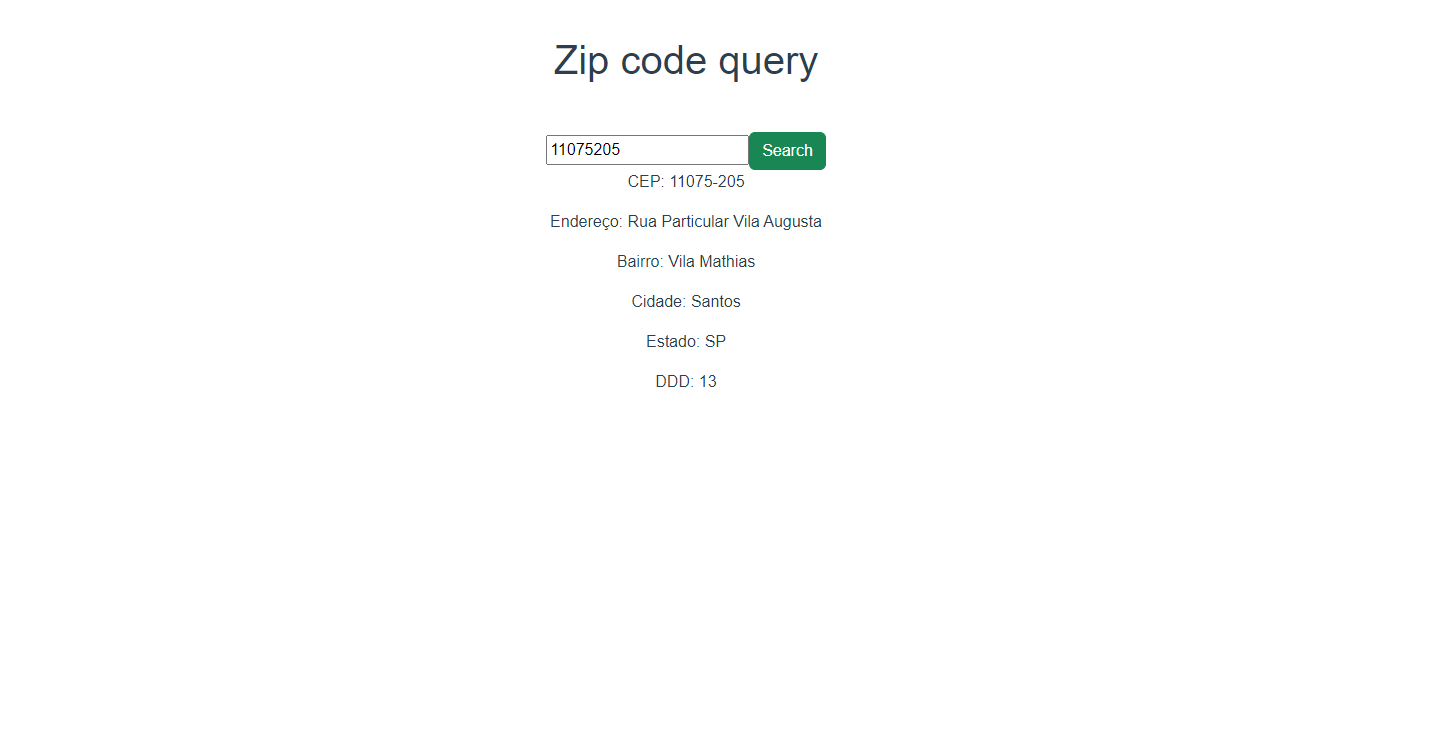 Zip code query
11075205 Search
CEP: 11075-205
Endereço: Rua Particular Vila Augusta
Bairro: Vila Mathias
Cidade: Santos
Estado: SP
DDD: 13